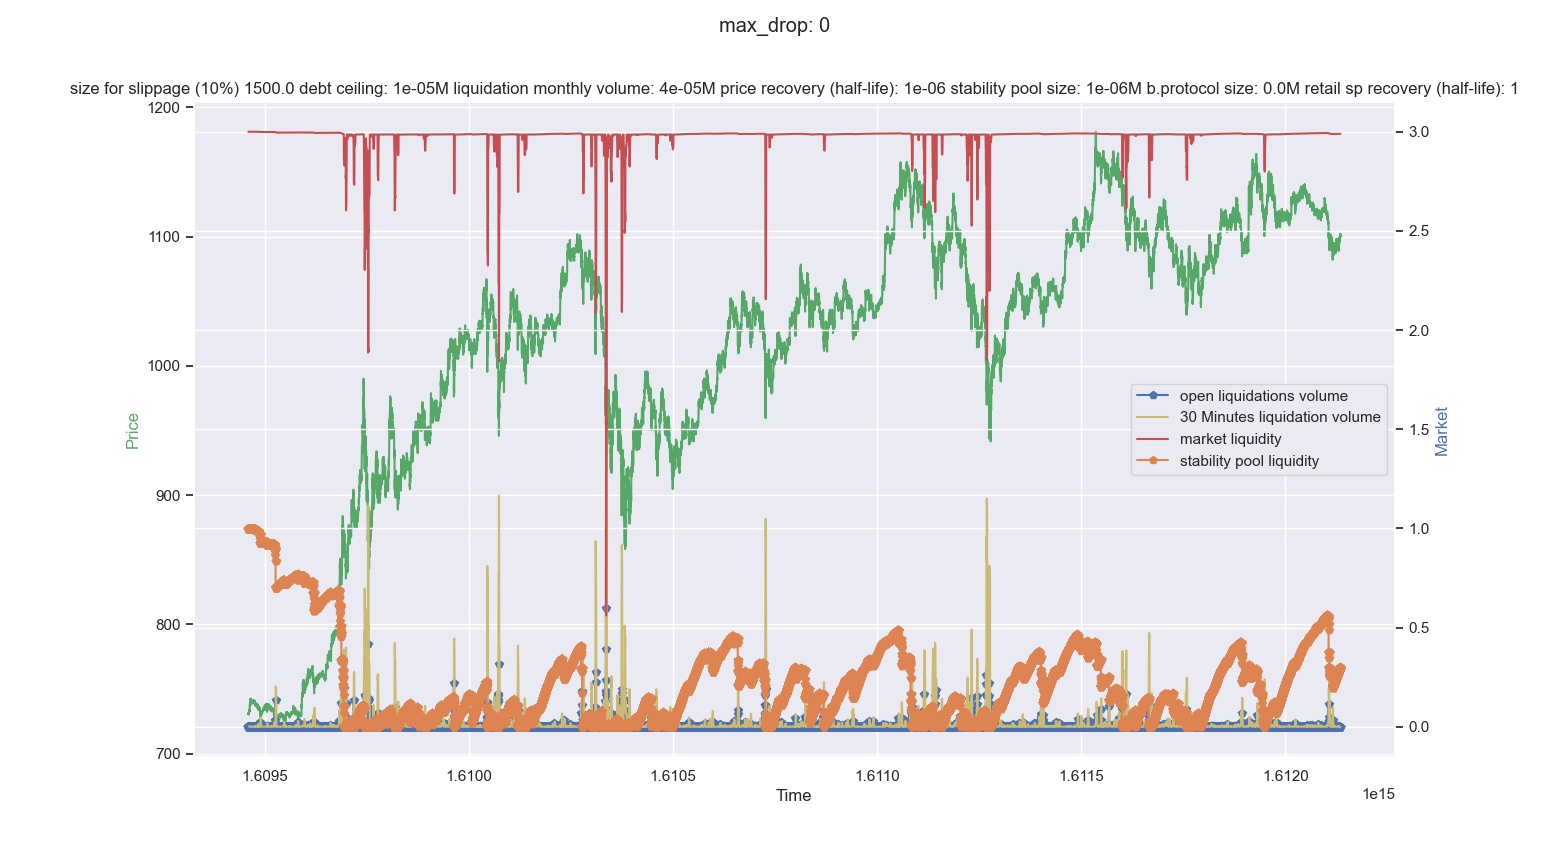 max_drop: 0
size for slippage (10%) 1500.0 debt ceiling: 1e-05M liquidation monthly volume: 4e-05M price recovery (half-life): 1e-06 stability pool size: 1e-06M b.protocol size: 0.0M retail sp recovery (half-life): 1
1200
1100
1000
900
800
700
Price
3.0
2.5
2.0
1.5
1.0
0.5
0.0
Market
open liquidations volume
30 Minutes liquidation volume
market liquidity
stability pool liquidity
1.6095 1.6100 1.6105 1.6110 1.6115 1.6120
Time
1e15